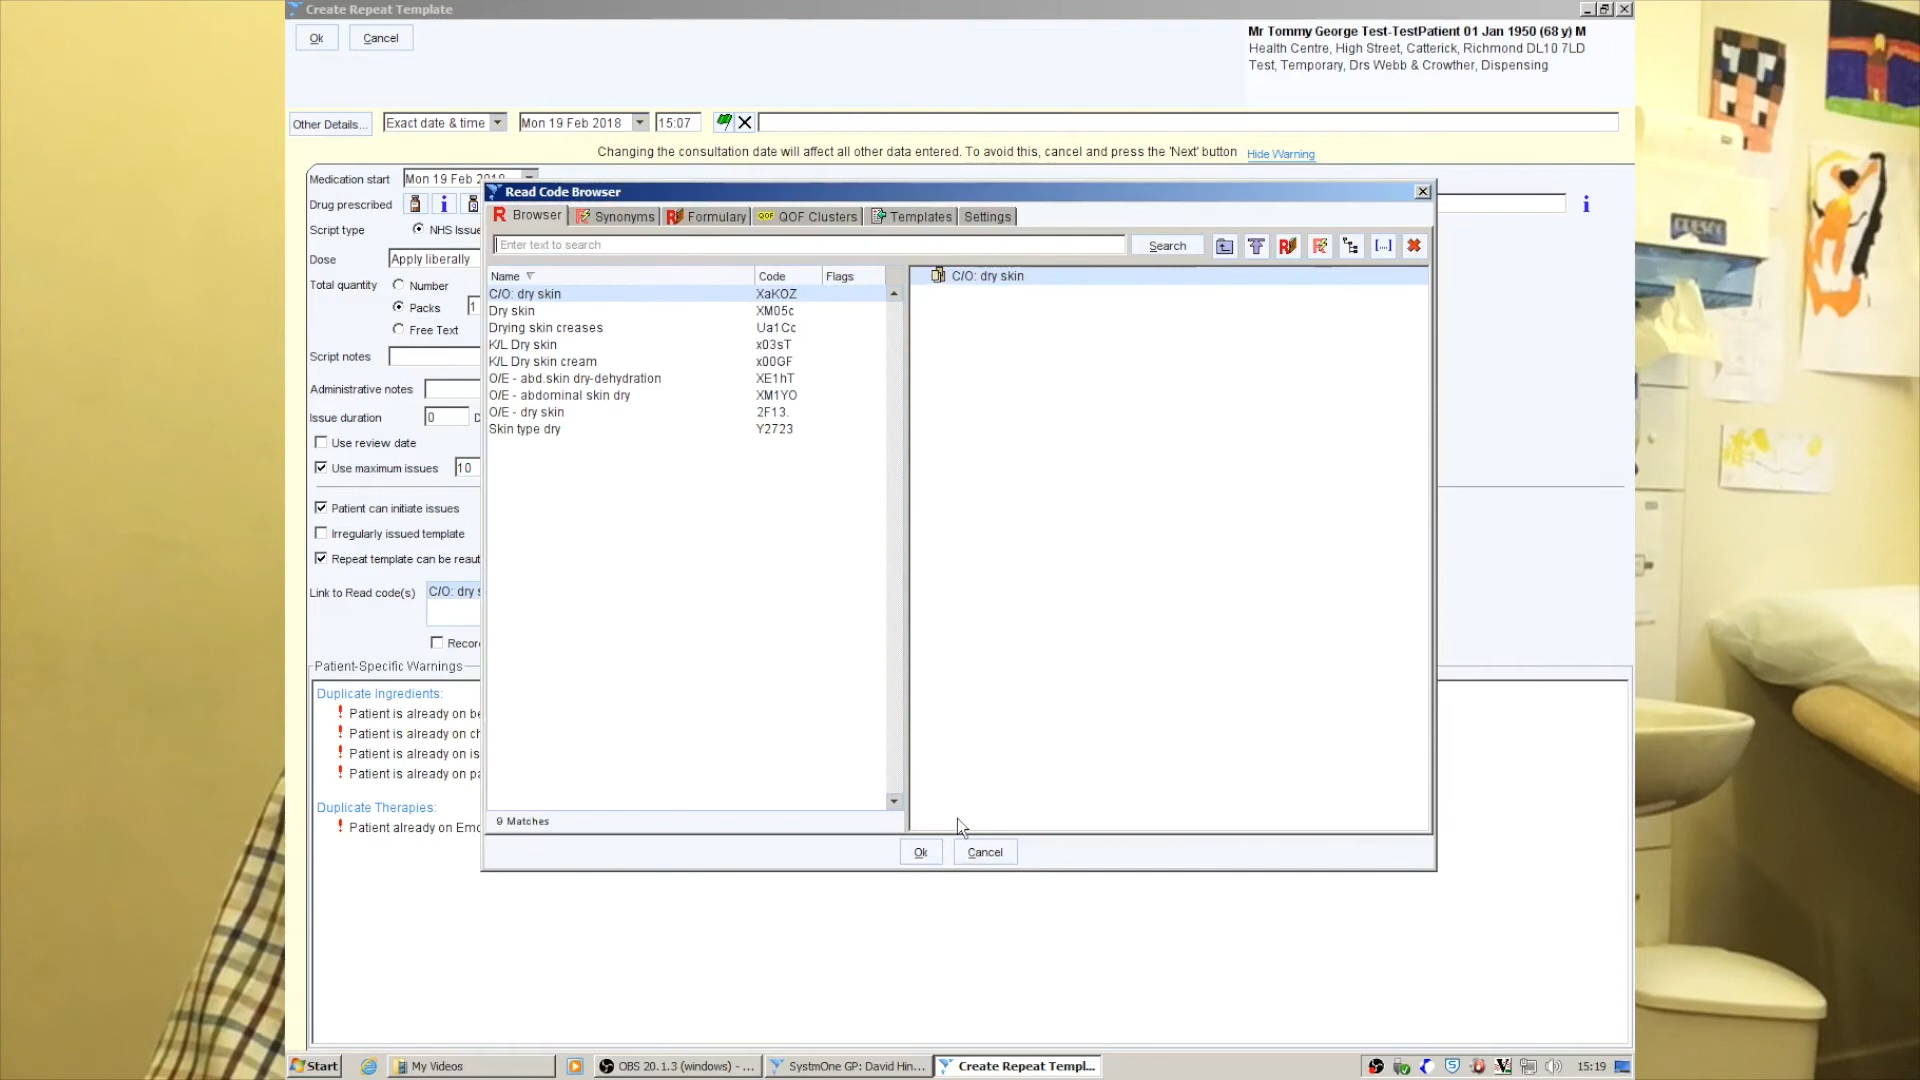 Create Repeat Template
Ok Cancel
Mr Tommy George Test-TestPatient 01 Jan 1950 (68 y) M
Health Centre, High Street, Catterick, Richmond DL10 7LD
Test, Temporary, Drs Webb & Crowther, Dispensing
Other Details... Exact date & time Mon 19 Feb 2018 15:07
Changing the consultation date will affect all other data entered. To avoid this, cancel and press the 'Next' button Hide Warning
Medication start Mon 19 Feb 2018
Drug prescribed
Script type NHS Issue
Dose Apply liberally
Total quantity Number
Packs 1
Free Text
Script notes
Administrative notes
Issue duration 0
Use review date
Use maximum issues 10
Patient can initiate issues
Irregularly issued template
Repeat template can be reaut
Link to Read code(s) C/O: dry s
Recor
Patient-Specific Warnings
Duplicate Ingredients:
Patient is already on be
Patient is already on ch
Patient is already on is
Patient is already on pa
Duplicate Therapies:
Patient already on Emo
Read Code Browser
Browser Synonyms Formulary QOF QOF Clusters Templates Settings
Enter text to search Search
Name Code Flags
C/O: dry skin XaKOZ
Dry skin XM05c
Drying skin creases Ua1Cc
K/L Dry skin x03sT
K/L Dry skin cream x00GF
O/E - abd.skin dry-dehydration XE1hT
O/E - abdominal skin dry XM1YO
O/E - dry skin 2F13.
Skin type dry Y2723
9 Matches
C/O: dry skin
Ok Cancel
Start My Videos OBS 20.1.3 (windows) - ... SystmOne GP: David Hin... Create Repeat Templ... 15:19